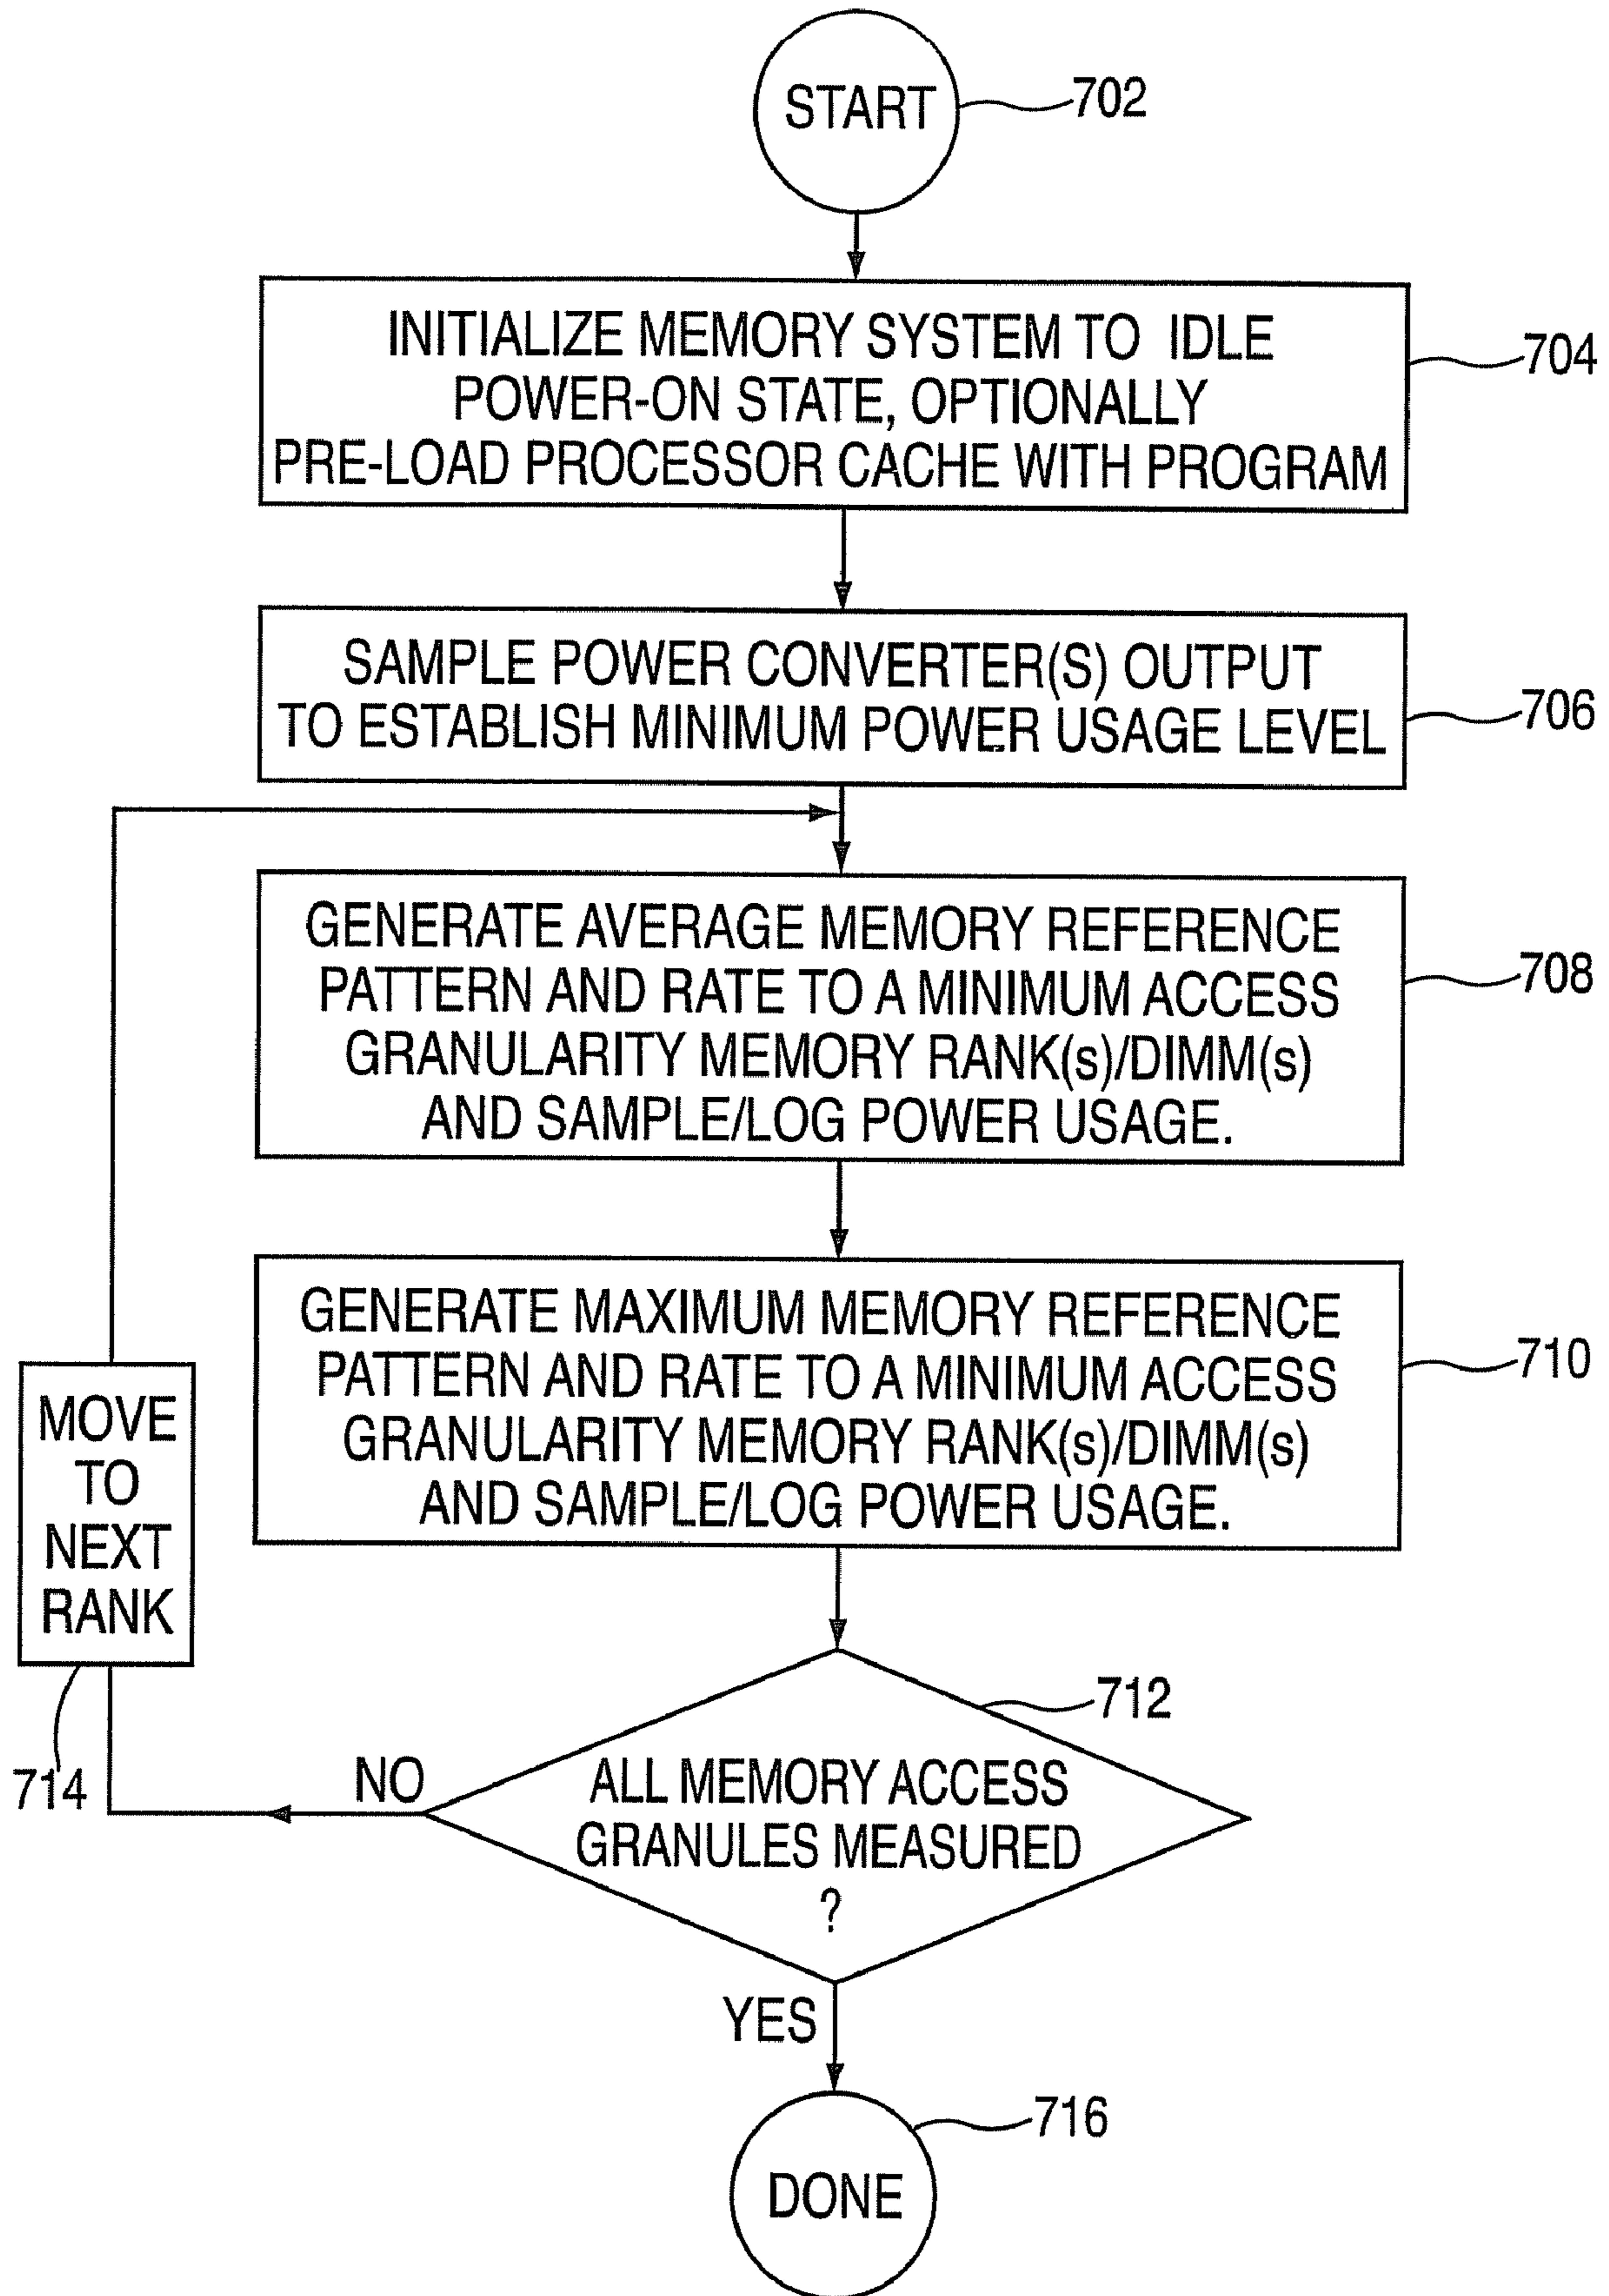 START
702
INITIALIZE MEMORY SYSTEM TO IDLE
POWER-ON STATE, OPTIONALLY
PRE-LOAD PROCESSOR CACHE WITH PROGRAM
704
SAMPLE POWER CONVERTER(S) OUTPUT
TO ESTABLISH MINIMUM POWER USAGE LEVEL
706
GENERATE AVERAGE MEMORY REFERENCE
PATTERN AND RATE TO A MINIMUM ACCESS
GRANULARITY MEMORY RANK(s)/DIMM(s)
AND SAMPLE/LOG POWER USAGE.
708
GENERATE MAXIMUM MEMORY REFERENCE
PATTERN AND RATE TO A MINIMUM ACCESS
GRANULARITY MEMORY RANK(s)/DIMM(s)
AND SAMPLE/LOG POWER USAGE.
710
MOVE
TO
NEXT
RANK
714
712
ALL MEMORY ACCESS
GRANULES MEASURED
?
NO
YES
716
DONE